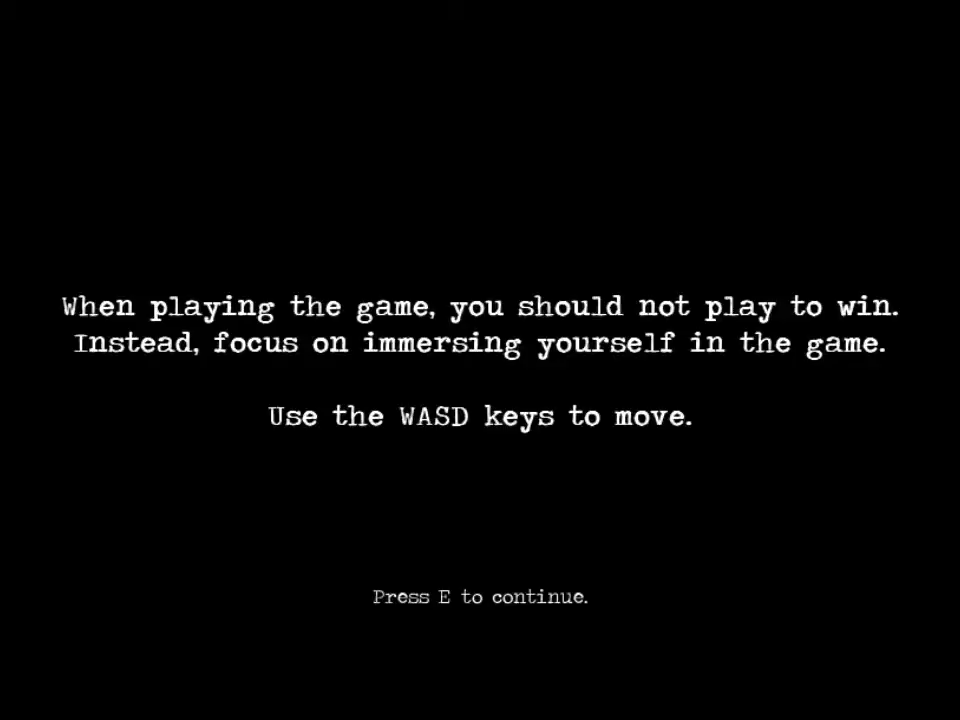 When playing the game, you should not play to win.
Instead, focus on immersing yourself in the game.
Use the WASD keys to move.
Press E to continue.